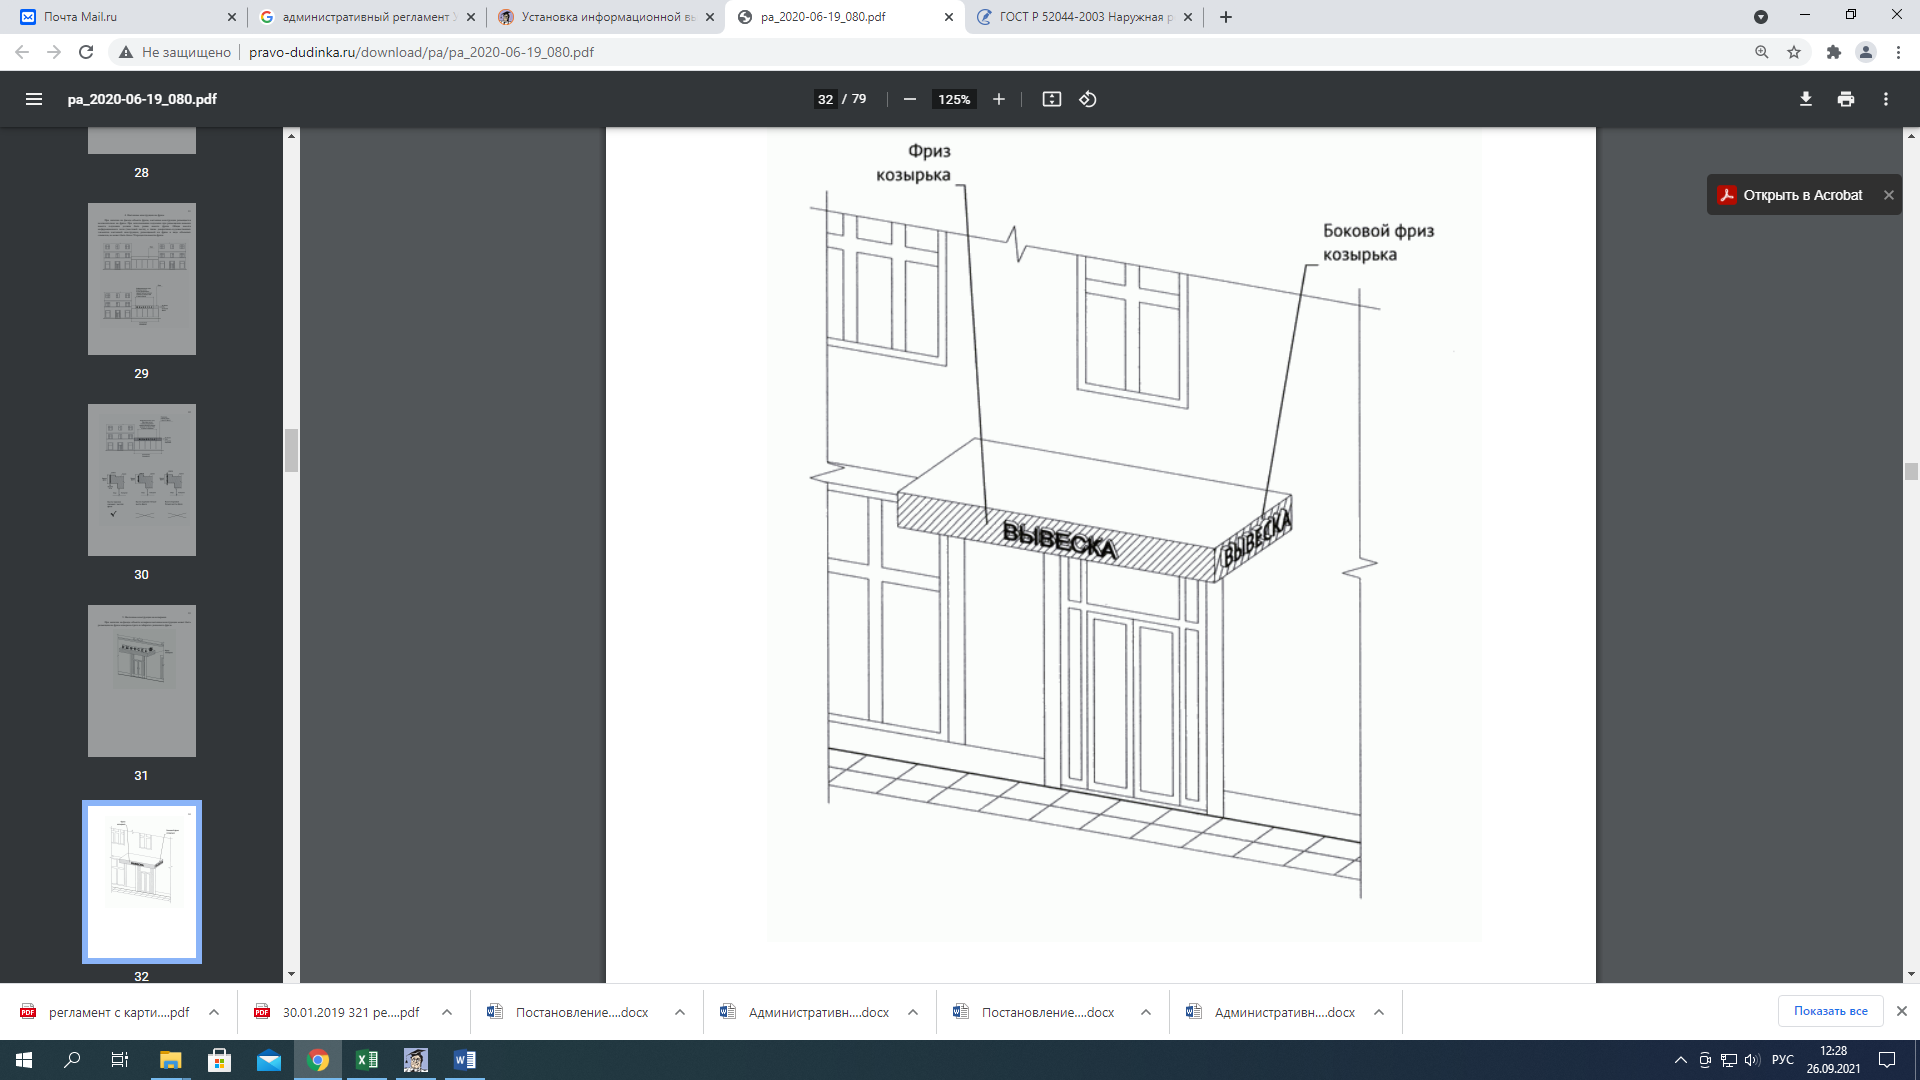 Почта Mail.ru
административный регламент У
Установка информационной вы
pa_2020-06-19_080.pdf
ГОСТ Р 52044-2003 Наружная р
Не защищено
pravo-dudinka.ru/download/pa/pa_2020-06-19_080.pdf
pa_2020-06-19_080.pdf
32 / 79
125%
Открыть в Acrobat
28
29
30
31
32
Фриз
козырька
Боковой фриз
козырька
ВЫВЕСКА
ВЫВЕСКА
регламент с карти....pdf
30.01.2019 321 ре....pdf
Постановление....docx
Административн....docx
Постановление....docx
Административн....docx
Показать все
РУС
12:28
26.09.2021